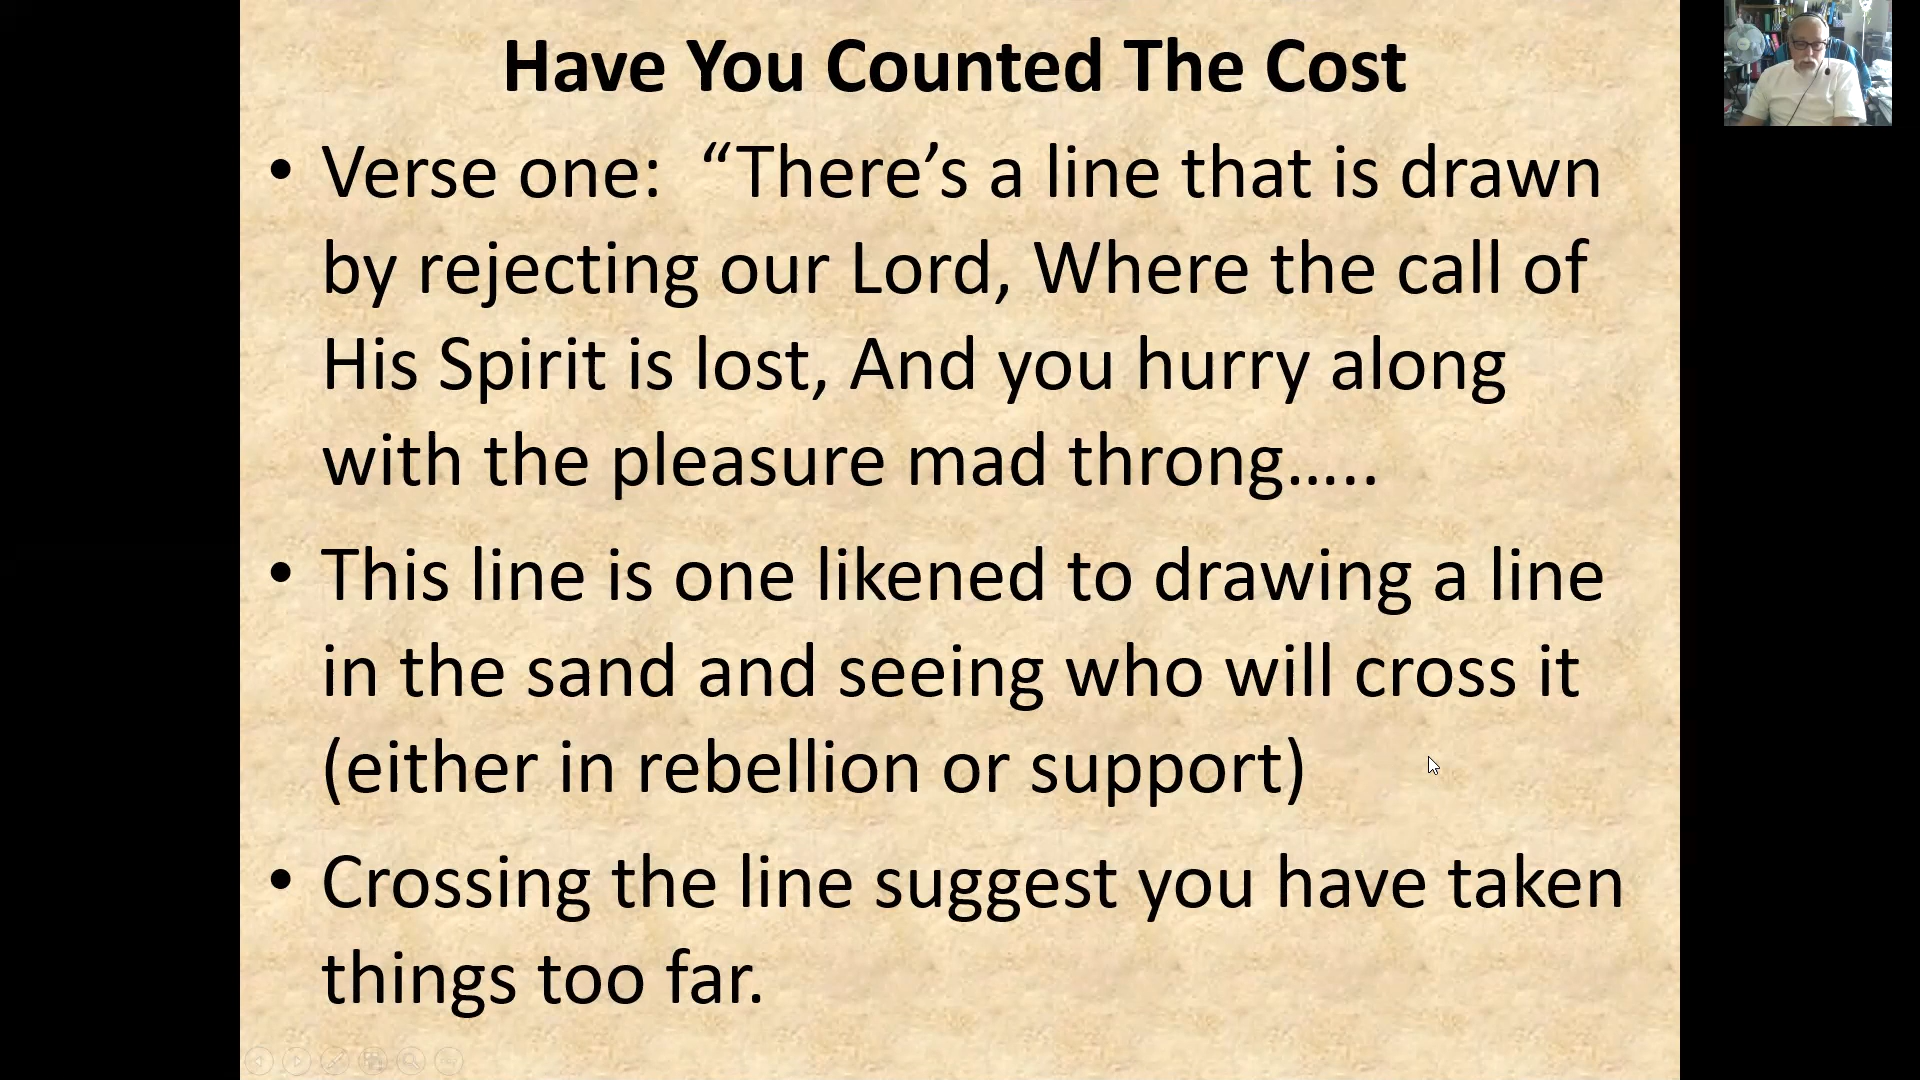 Have You Counted The Cost
• Verse one:  “There’s a line that is drawn
by rejecting our Lord, Where the call of
His Spirit is lost, And you hurry along
with the pleasure mad throng…..
• This line is one likened to drawing a line
in the sand and seeing who will cross it
(either in rebellion or support)
• Crossing the line suggest you have taken
things too far.